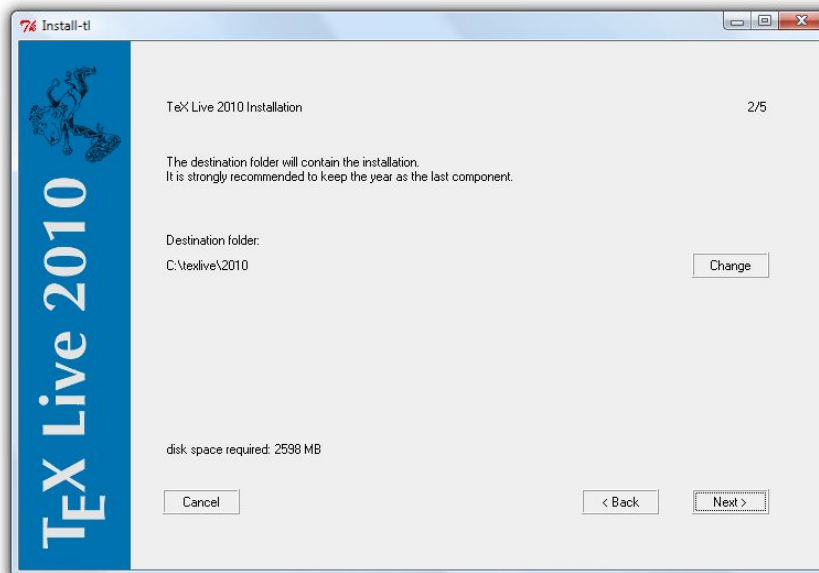 Install-tl
TeX Live 2010
TeX Live 2010 Installation
2/5
The destination folder will contain the installation.
It is strongly recommended to keep the year as the last component.
Destination folder:
C:\texlive\2010
Change
disk space required: 2598 MB
Cancel
< Back
Next >